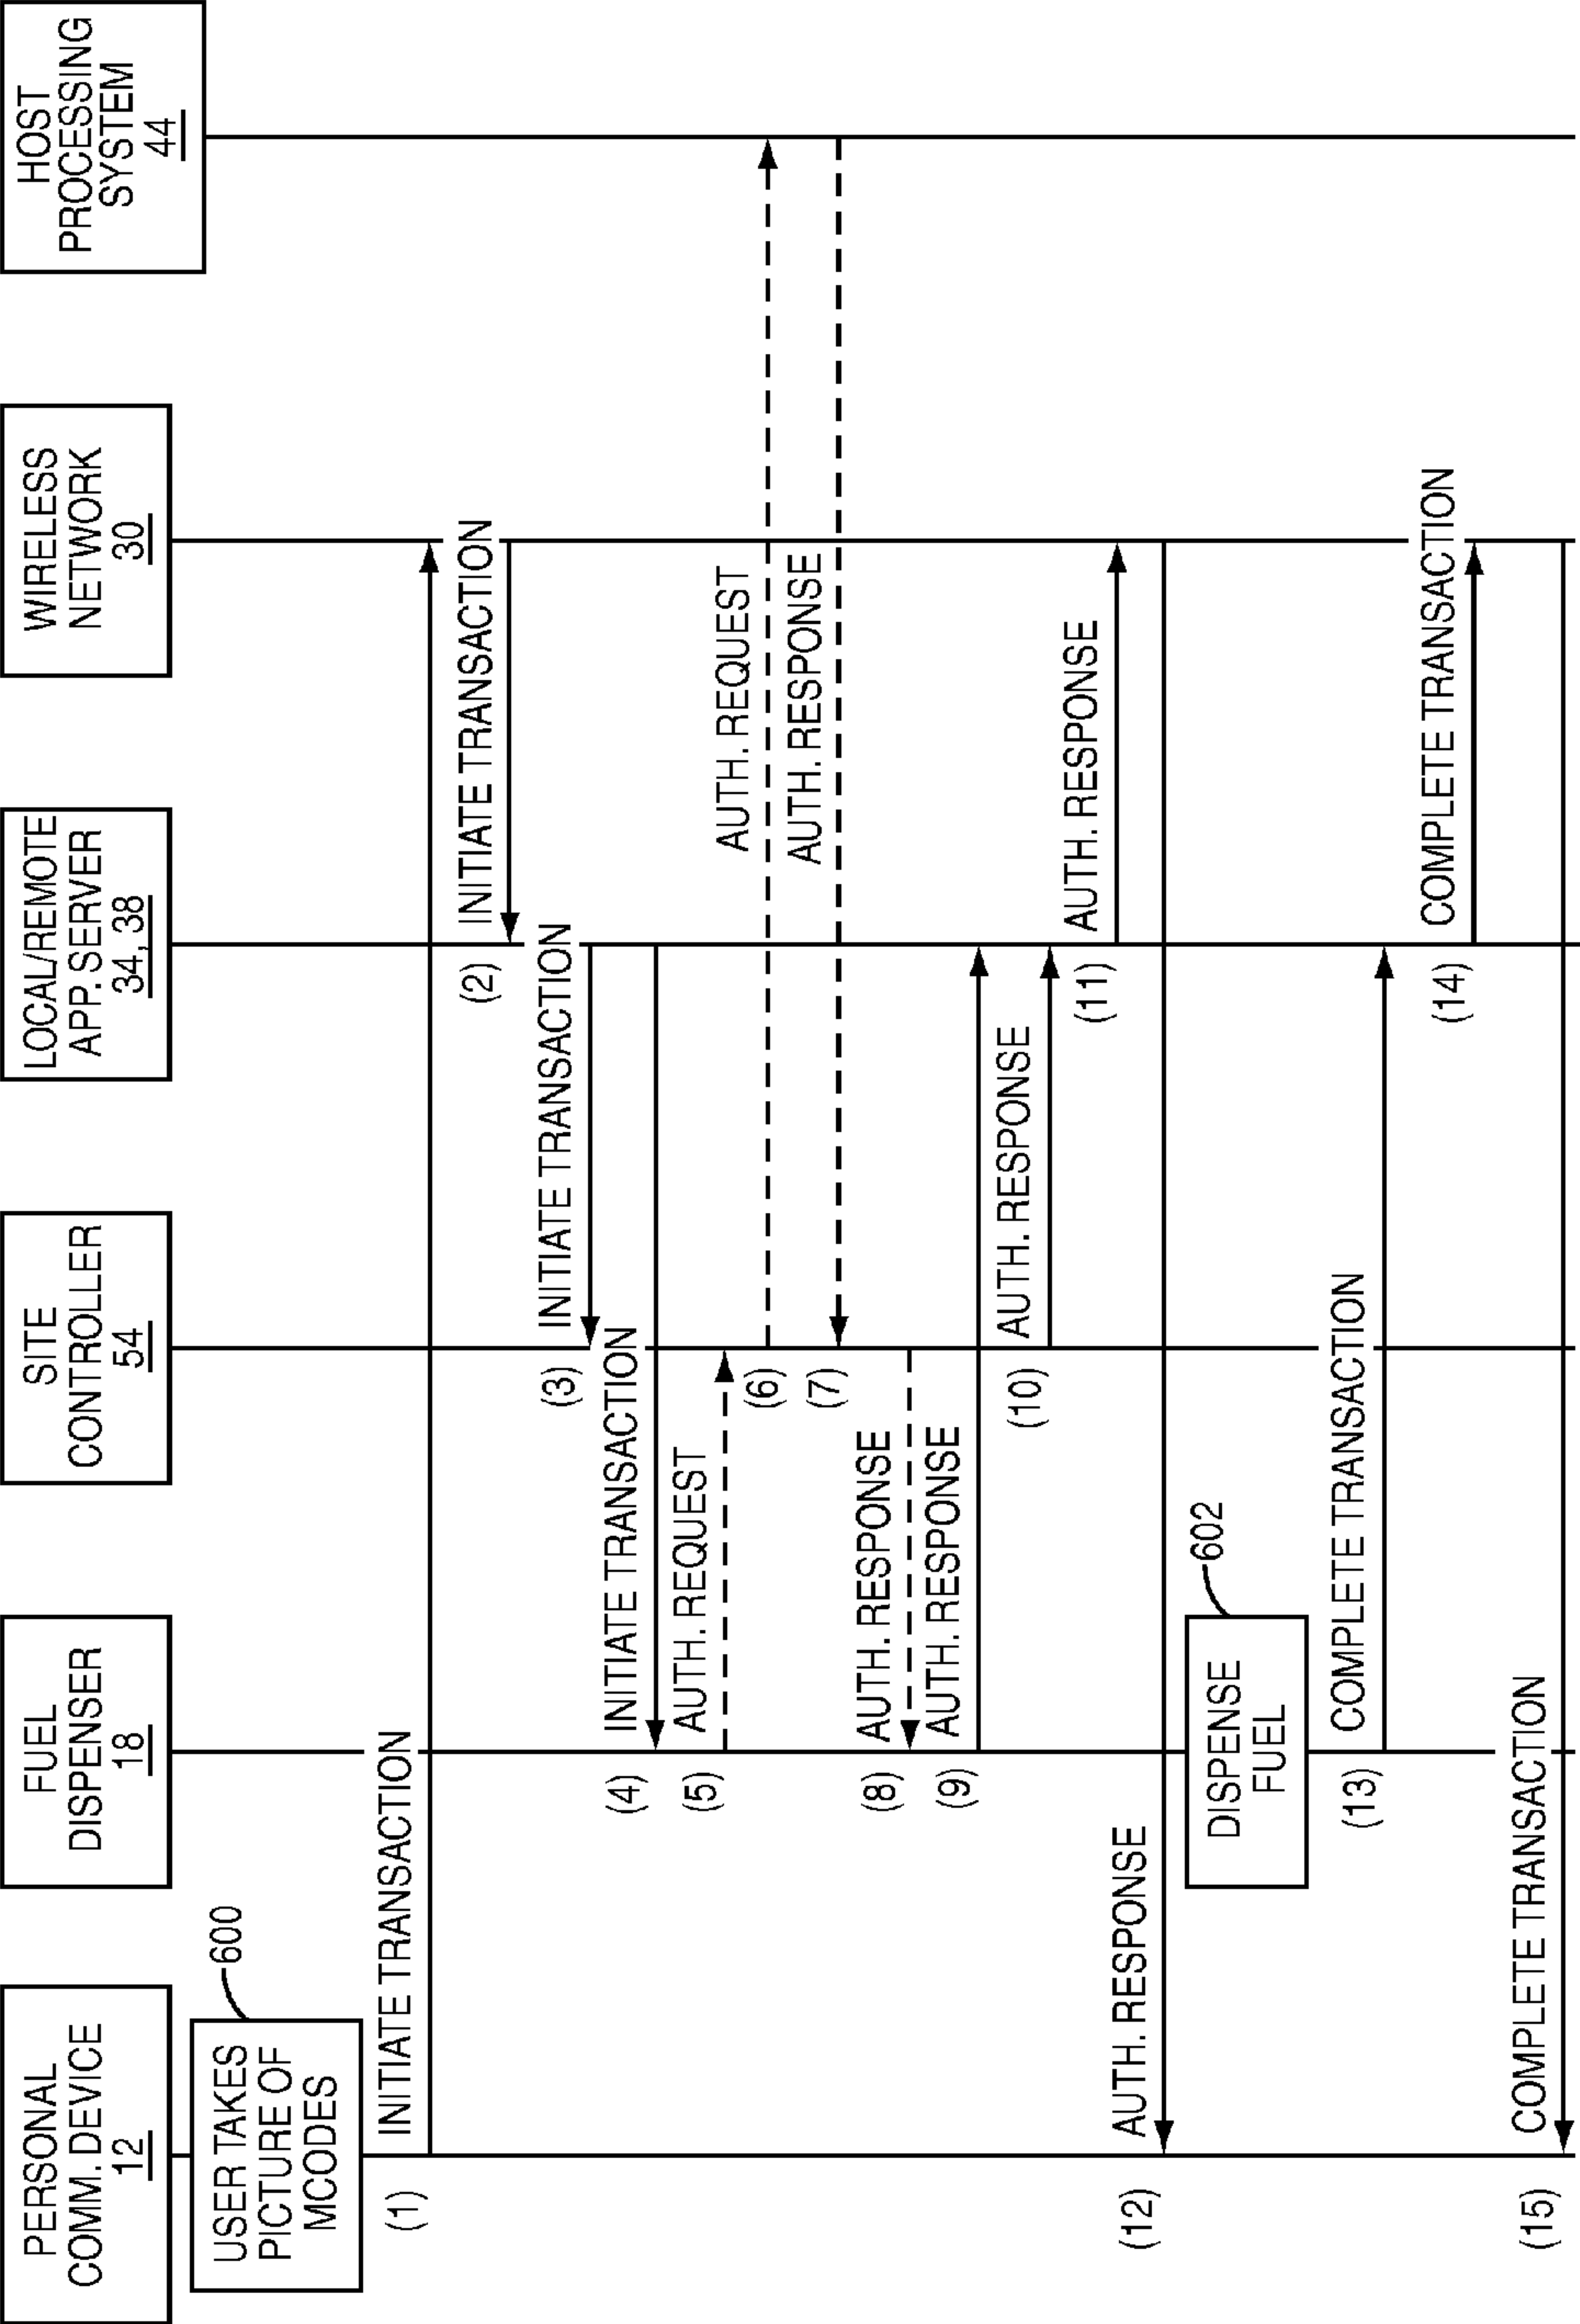 PERSONAL
COMM. DEVICE
12
FUEL
DISPENSER
18
SITE
CONTROLLER
54
LOCAL/REMOTE
APP. SERVER
34, 38
WIRELESS
NETWORK
30
HOST
PROCESSING
SYSTEM
44
USER TAKES
PICTURE OF
MCODES
600
(1)
INITIATE TRANSACTION
(2)
INITIATE TRANSACTION
(3)
INITIATE TRANSACTION
(4)
INITIATE TRANSACTION
(5)
AUTH. REQUEST
(6)
AUTH. REQUEST
(7)
AUTH. RESPONSE
(8)
AUTH. RESPONSE
(9)
AUTH. RESPONSE
(10)
AUTH. RESPONSE
(11)
AUTH. RESPONSE
(12)
AUTH. RESPONSE
DISPENSE
FUEL
602
(13)
COMPLETE TRANSACTION
(14)
COMPLETE TRANSACTION
(15)
COMPLETE TRANSACTION